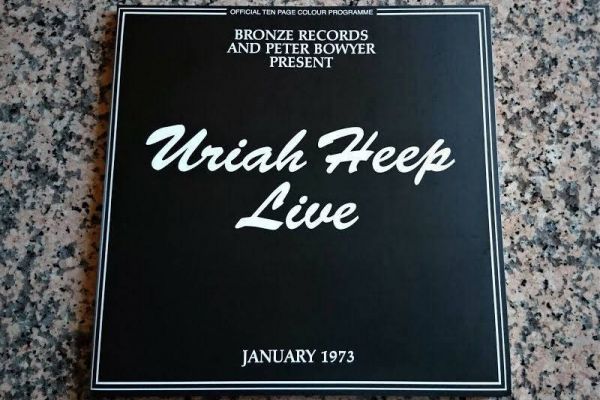 OFFICIAL TEN PAGE COLOUR PROGRAMME
BRONZE RECORDS
AND PETER BOWYER
PRESENT
Uriah Heep
Live
JANUARY 1973